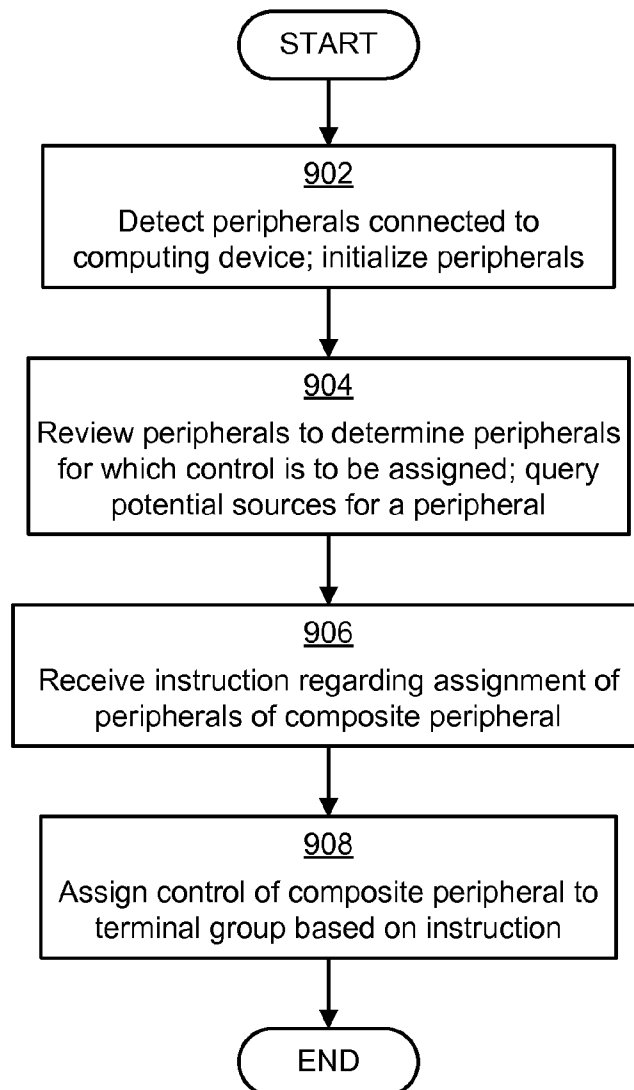 START
902
Detect peripherals connected to
computing device; initialize peripherals
904
Review peripherals to determine peripherals
for which control is to be assigned; query
potential sources for a peripheral
906
Receive instruction regarding assignment of
peripherals of composite peripheral
908
Assign control of composite peripheral to
terminal group based on instruction
END